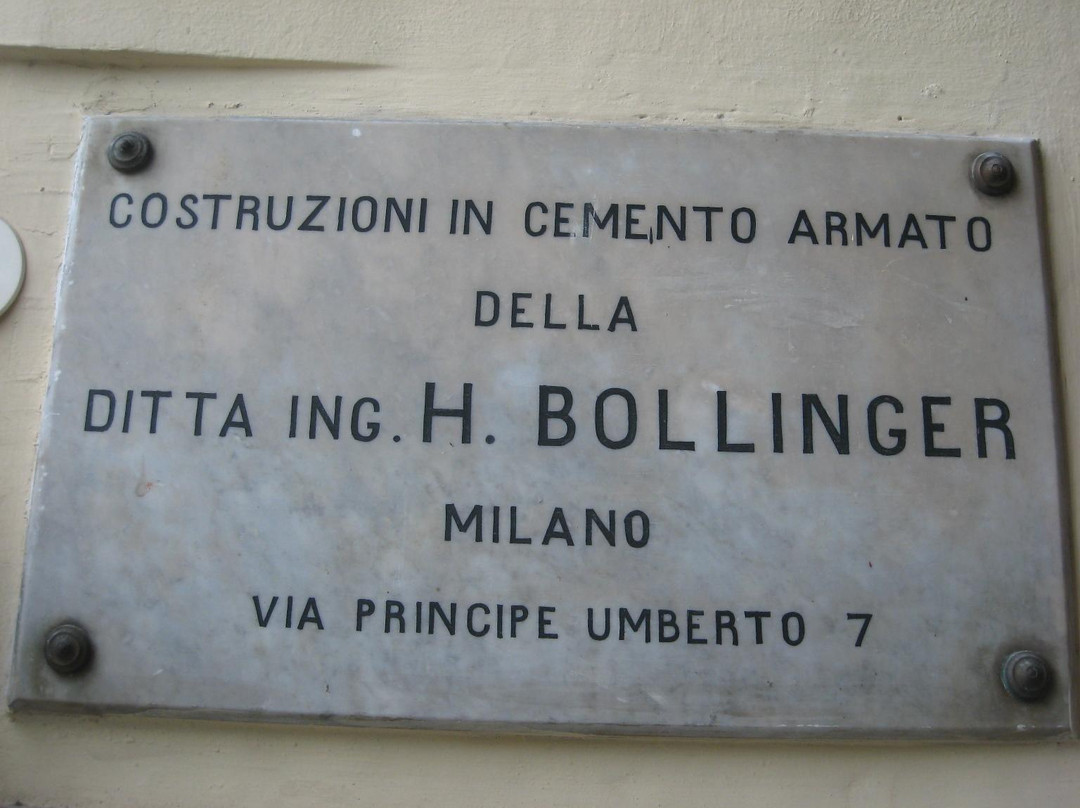 COSTRUZIONI IN CEMENTO ARMATO
DELLA
DITTA ING. H. BOLLINGER
MILANO
VIA PRINCIPE UMBERTO 7